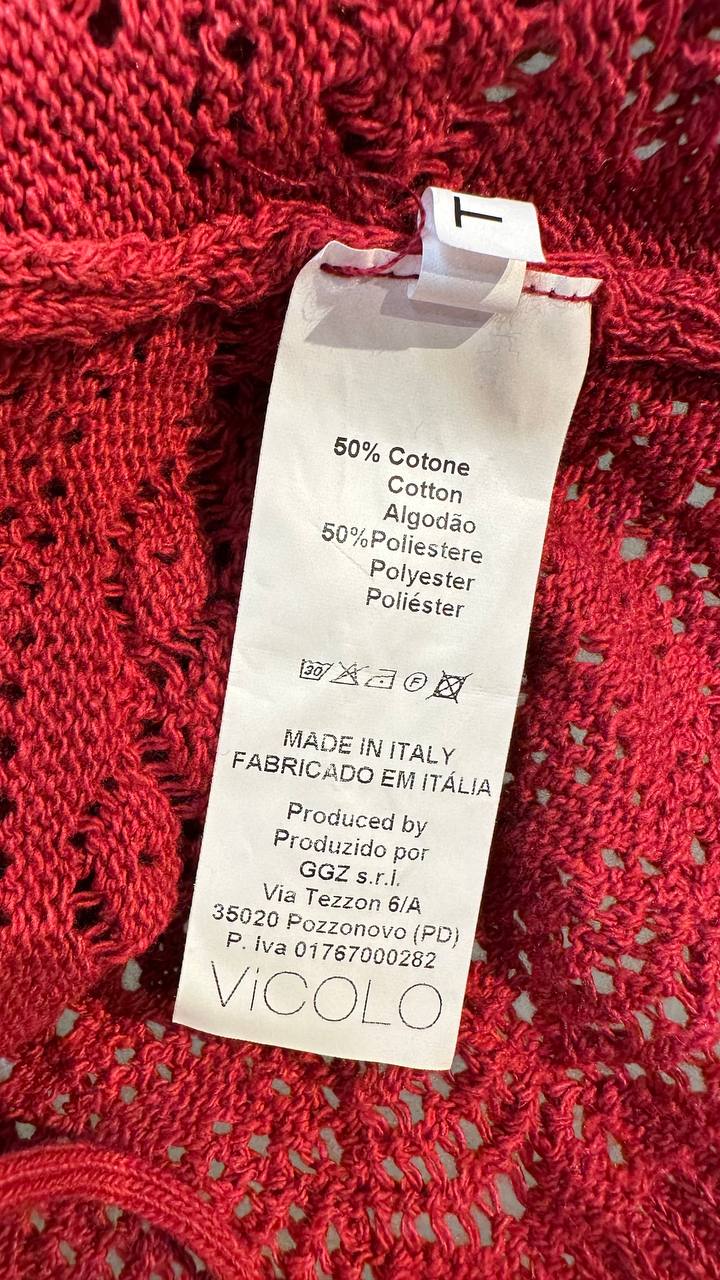 T
50% Cotone
Cotton
Algodão
50%Poliestere
Polyester
Poliéster
30 F
MADE IN ITALY
FABRICADO EM ITÁLIA
Produced by
Produzido por
GGZ s.r.l.
Via Tezzon 6/A
35020 Pozzonovo (PD)
P. iva 01767000282
ViCOLO